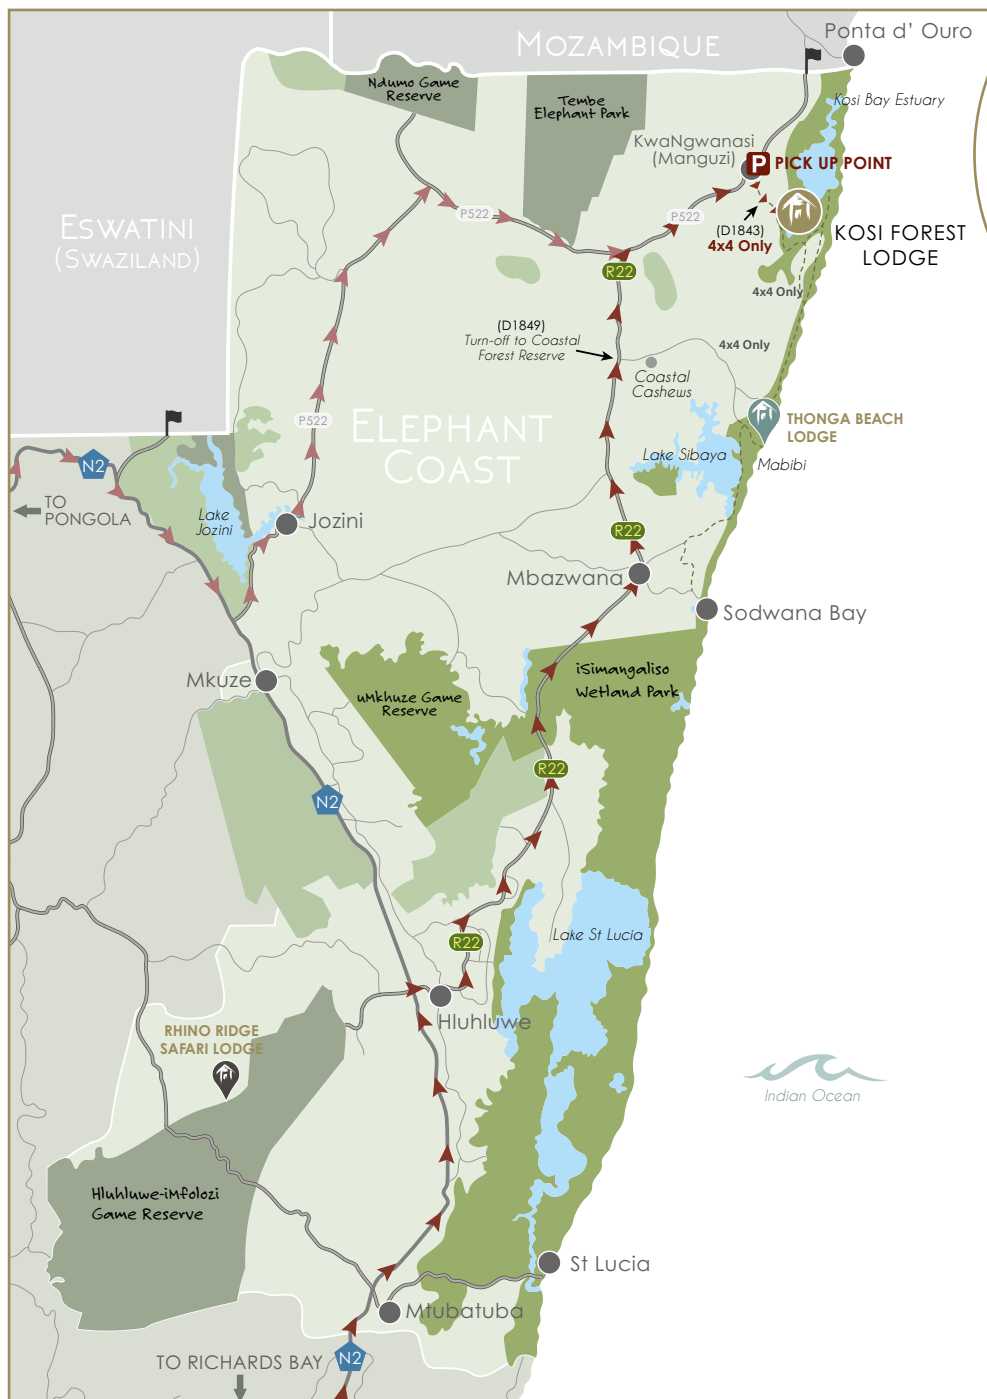 MOZAMBIQUE
Ponta d' Ouro
Ndumo Game
Reserve
Tembe
Elephant Park
Kosi Bay Estuary
KwaNgwanasi
(Manguzi)
P
PICK UP POINT
ESWATINI
(SWAZILAND)
P522
P522
(D1843)
4x4 Only
KOSI FOREST
LODGE
R22
4x4 Only
(D1849)
Turn-off to Coastal
Forest Reserve
4x4 Only
Coastal
Cashews
P522
ELEPHANT
COAST
THONGA BEACH
LODGE
Lake Sibaya
Mabibi
N2
TO
PONGOLA
Lake
Jozini
Jozini
R22
Mbazwana
Sodwana Bay
Mkuze
iSimangaliso
Wetland Park
uMkhuze Game
Reserve
R22
N2
Lake St Lucia
R22
Hluhluwe
RHINO RIDGE
SAFARI LODGE
Indian Ocean
Hluhluwe-iMfolozi
Game Reserve
St Lucia
Mtubatuba
TO RICHARDS BAY
N2